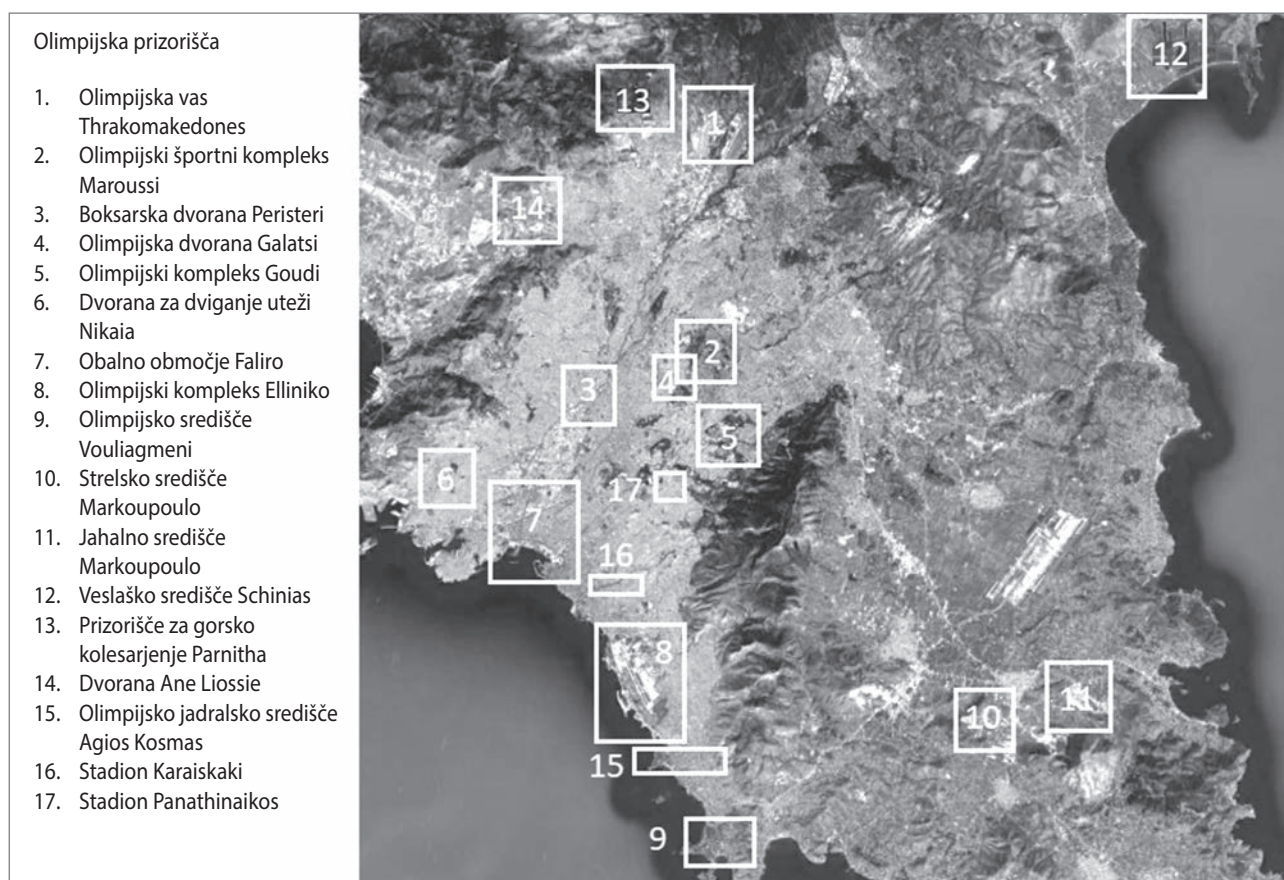 Olimpijska prizorišča
1. Olimpijska vas
Thrakomakedones
2. Olimpijski športni kompleks
Maroussi
3. Boksarska dvorana Peristeri
4. Olimpijska dvorana Galatsi
5. Olimpijski kompleks Goudi
6. Dvorana za dviganje uteži
Nikaia
7. Obalno območje Faliro
8. Olimpijski kompleks Elliniko
9. Olimpijsko središče
Vouliagmeni
10. Strelsko središče
Markoupoulo
11. Jahalno središče
Markoupoulo
12. Veslaško središče Schinias
13. Prizorišče za gorsko
kolesarjenje Parnitha
14. Dvorana Ane Liossie
15. Olimpijsko jadralsko središče
Agios Kosmas
16. Stadion Karaiskaki
17. Stadion Panathinaikos
12
13
1
14
2
4
3
5
6
17
7
16
8
11
10
15
9